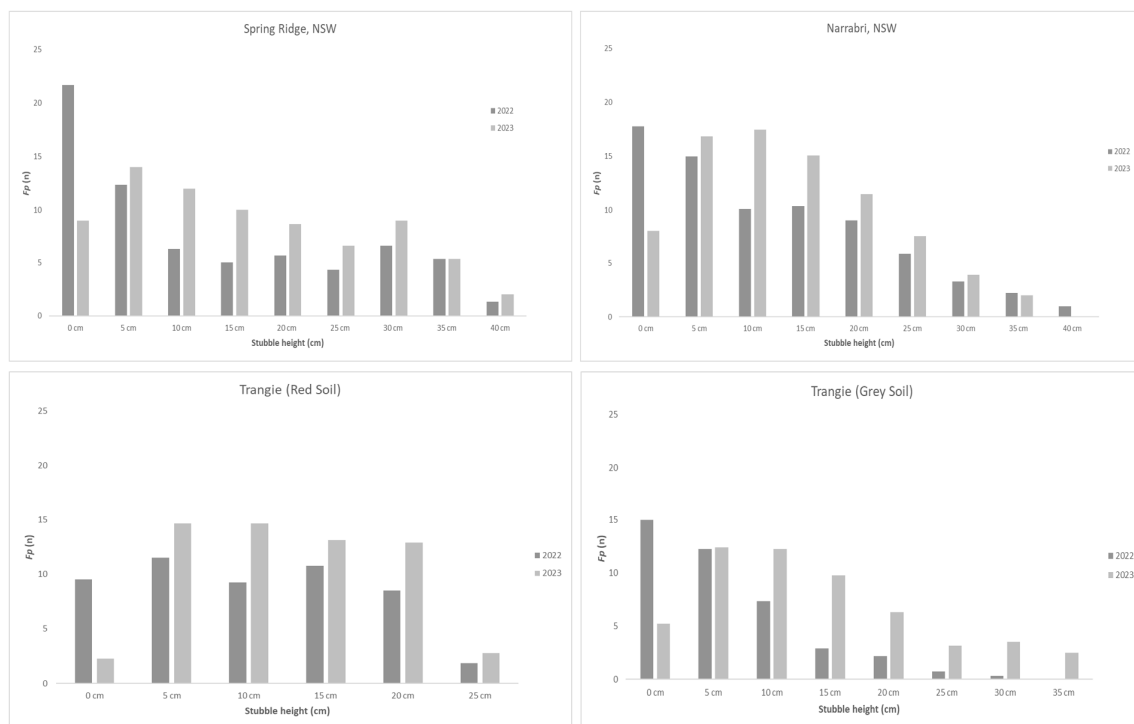 Spring Ridge, NSW
25
20
15
10
5
0
Fp (n)
2022
2023
0 cm 5 cm 10 cm 15 cm 20 cm 25 cm 30 cm 35 cm 40 cm
Stubble height (cm)
Narrabri, NSW
25
20
15
10
5
0
Fp (n)
2022
2023
0 cm 5 cm 10 cm 15 cm 20 cm 25 cm 30 cm 35 cm 40 cm
Stubble height (cm)
Trangie (Red Soil)
25
20
15
10
5
0
Fp (n)
2022
2023
0 cm 5 cm 10 cm 15 cm 20 cm 25 cm
Stubble height (cm)
Trangie (Grey Soil)
25
20
15
10
5
0
Fp (n)
2022
2023
0 cm 5 cm 10 cm 15 cm 20 cm 25 cm 30 cm 35 cm
Stubble height (cm)